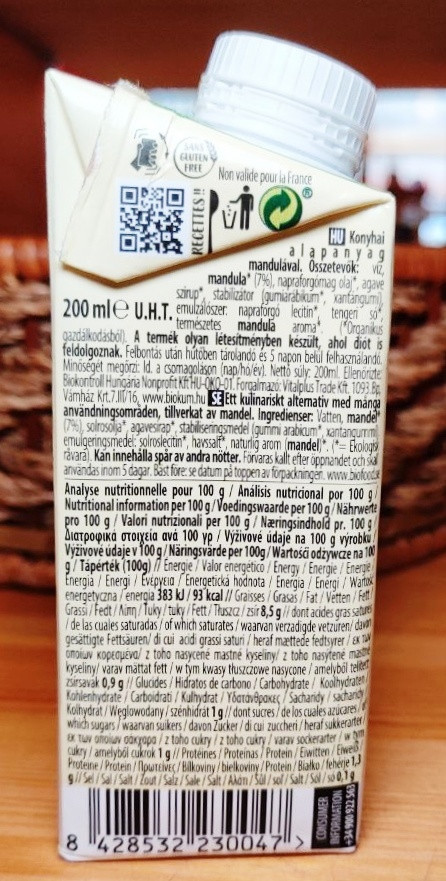 SANS
GLUTEN
FREE
Non valide pour la France
RECETTES !!
®
HU Konyhai
alapanyag
mandulával. Összetevők: víz,
mandula* (7%), napraforgómag olaj*, agave
szirup*, stabilizátor (gumiarábikum*, xantángumi),
200 ml e U.H.T. emulzálószer: napraforgó lecitin*, tengeri só*,
természetes mandula aroma*. (*Organikus
gazdálkodásból). A termék olyan létesítményben készült, ahol diót is
feldolgoznak. Felbontás után hűtőben tárolandó és 5 napon belül felhasználandó.
Minőségét megőrzi: ld. a csomagoláson (nap/hó/év). Nettó súly: 200ml. Ellenőrizte:
Biokontroll Hungária Nonprofit Kft HU-ÖKO-01. Forgalmazó: Vitalplus Trade Kft. 1093. Bp.
Vámház Krt.7.III/16, www.biokum.hu SE Ett kulinariskt alternativ med många
användningsområden, tillverkat av mandel. Ingredienser: Vatten, mandel*
(7%), solrosolja*, agavesirap*, stabiliseringsmedel (gummi arabicum*, xantangummi),
emulgeringsmedel: solroslecitin*, havssalt*, naturlig arom (mandel)*. (*= Ekologisk
råvara). Kan innehålla spår av andra nötter. Förvaras kallt efter öppnandet och skall
användas inom 5 dagar. Bäst före: se datum på toppen av förpackningen. www.biofood.se
Analyse nutritionnelle pour 100 g / Análisis nutricional por 100 g /
Nutritional information per 100 g / Voedingswaarde per 100 g / Nährwerte
pro 100 g / Valori nutrizionali per 100 g / Næringsindhold pr. 100 g /
Διατροφικά στοιχεία ανά 100 γρ / Výživové údaje na 100 g výrobku /
Výživové údaje v 100 g / Näringsvärde per 100g / Wartości odżywcze na 100
g / Tápérték (100g) // Énergie / Valor energético / Energy / Energie / Energie /
Energia / Energi / Ενέργεια / Energetická hodnota / Energia / Energi / Wartość
energetyczna / energia 383 kJ / 93 kcal // Graisses / Grasas / Fat / Vetten / Fett /
Grassi / Fedt / Λίπη / Tuky / tuky / Fett / Tłuszcz / zsír 8,5 g // dont acides gras saturés
/ de las cuales saturadas / of which saturates / waarvan verzadigde vetzuren / davon
gesättigte Fettsäuren / di cui acidi grassi saturi / heraf mættede fedtsyrer / εκ των
οποίων κορεσμένα / z toho nasycené mastné kyseliny / z toho nasýtené mastné
kyseliny / varav mättat fett / w tym kwasy tłuszczowe nasycone / amelyből telített
zsírsavak 0,9 g // Glucides / Hidratos de carbono / Carbohydrate / Koolhydraten /
Kohlenhydrate / Carboidrati / Kulhydrat / Υδατάνθρακες / Sacharidy / sacharidy /
Kolhydrat / Węglowodany / szénhidrát 1 g // dont sucres / de los cuales azúcares / of
which sugars / waarvan suikers / davon Zucker / di cui zuccheri / heraf sukkerarter /
εκ των οποίων σάκχαρα / z toho cukry / z toho cukry / varav sockerarter / w tym
cukry / amelyből cukrok 1 g // Protéines / Proteínas / Protein / Eiwitten / Eiweiß /
Proteine / Protein / Πρωτεΐνες / Bílkoviny / bielkoviny / Protein / Białko / fehérje 1,3
g // Sel / Sal / Salt / Zout / Salz / Sale / Salt / Αλάτι / Sůl / soľ / Salt / Sól / só 0,1 g
CONSUMER
INFORMATION
+34 900 922 563
8 428532 230047 >